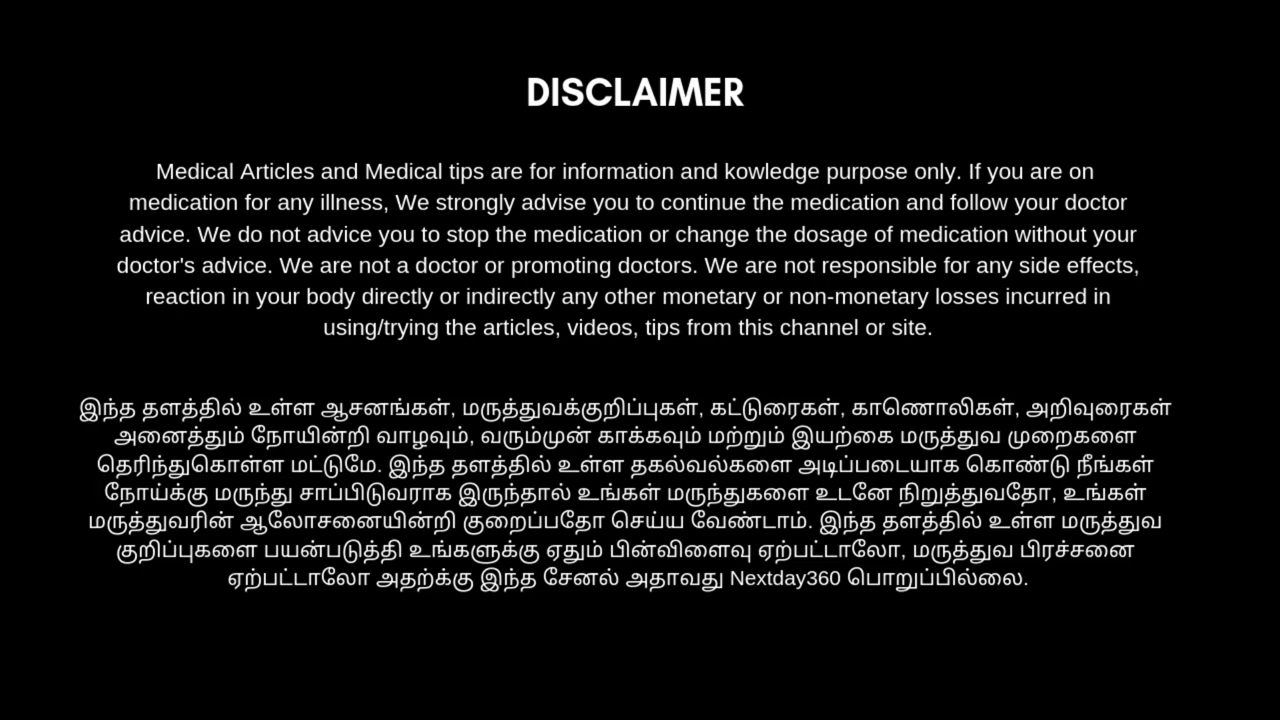 DISCLAIMER
Medical Articles and Medical tips are for information and kowledge purpose only. If you are on
medication for any illness, We strongly advise you to continue the medication and follow your doctor
advice. We do not advice you to stop the medication or change the dosage of medication without your
doctor's advice. We are not a doctor or promoting doctors. We are not responsible for any side effects,
reaction in your body directly or indirectly any other monetary or non-monetary losses incurred in
using/trying the articles, videos, tips from this channel or site.
இந்த தளத்தில் உள்ள ஆசனங்கள், மருத்துவக்குறிப்புகள், கட்டுரைகள், காணொலிகள், அறிவுரைகள்
அனைத்தும் நோயின்றி வாழவும், வரும்முன் காக்கவும் மற்றும் இயற்கை மருத்துவ முறைகளை
தெரிந்துகொள்ள மட்டுமே. இந்த தளத்தில் உள்ள தகல்வல்களை அடிப்படையாக கொண்டு நீங்கள்
நோய்க்கு மருந்து சாப்பிடுவராக இருந்தால் உங்கள் மருந்துகளை உடனே நிறுத்துவதோ, உங்கள்
மருத்துவரின் ஆலோசனையின்றி குறைப்பதோ செய்ய வேண்டாம். இந்த தளத்தில் உள்ள மருத்துவ
குறிப்புகளை பயன்படுத்தி உங்களுக்கு ஏதும் பின்விளைவு ஏற்பட்டாலோ, மருத்துவ பிரச்சனை
ஏற்பட்டாலோ அதற்க்கு இந்த சேனல் அதாவது Nextday360 பொறுப்பில்லை.